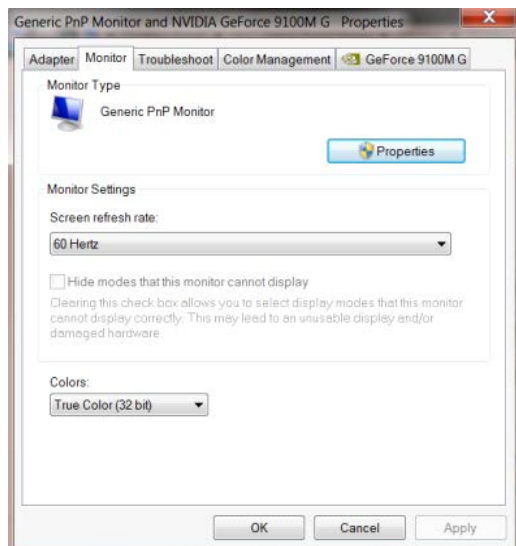 Generic PnP Monitor and NVIDIA GeForce 9100M G Properties
Adapter Monitor Troubleshoot Color Management GeForce 9100M G
Monitor Type
Generic PnP Monitor
Properties
Monitor Settings
Screen refresh rate:
60 Hertz
Hide modes that this monitor cannot display
Clearing this check box allows you to select display modes that this monitor
cannot display correctly. This may lead to an unusable display and/or
damaged hardware.
Colors:
True Color (32 bit)
OK Cancel Apply